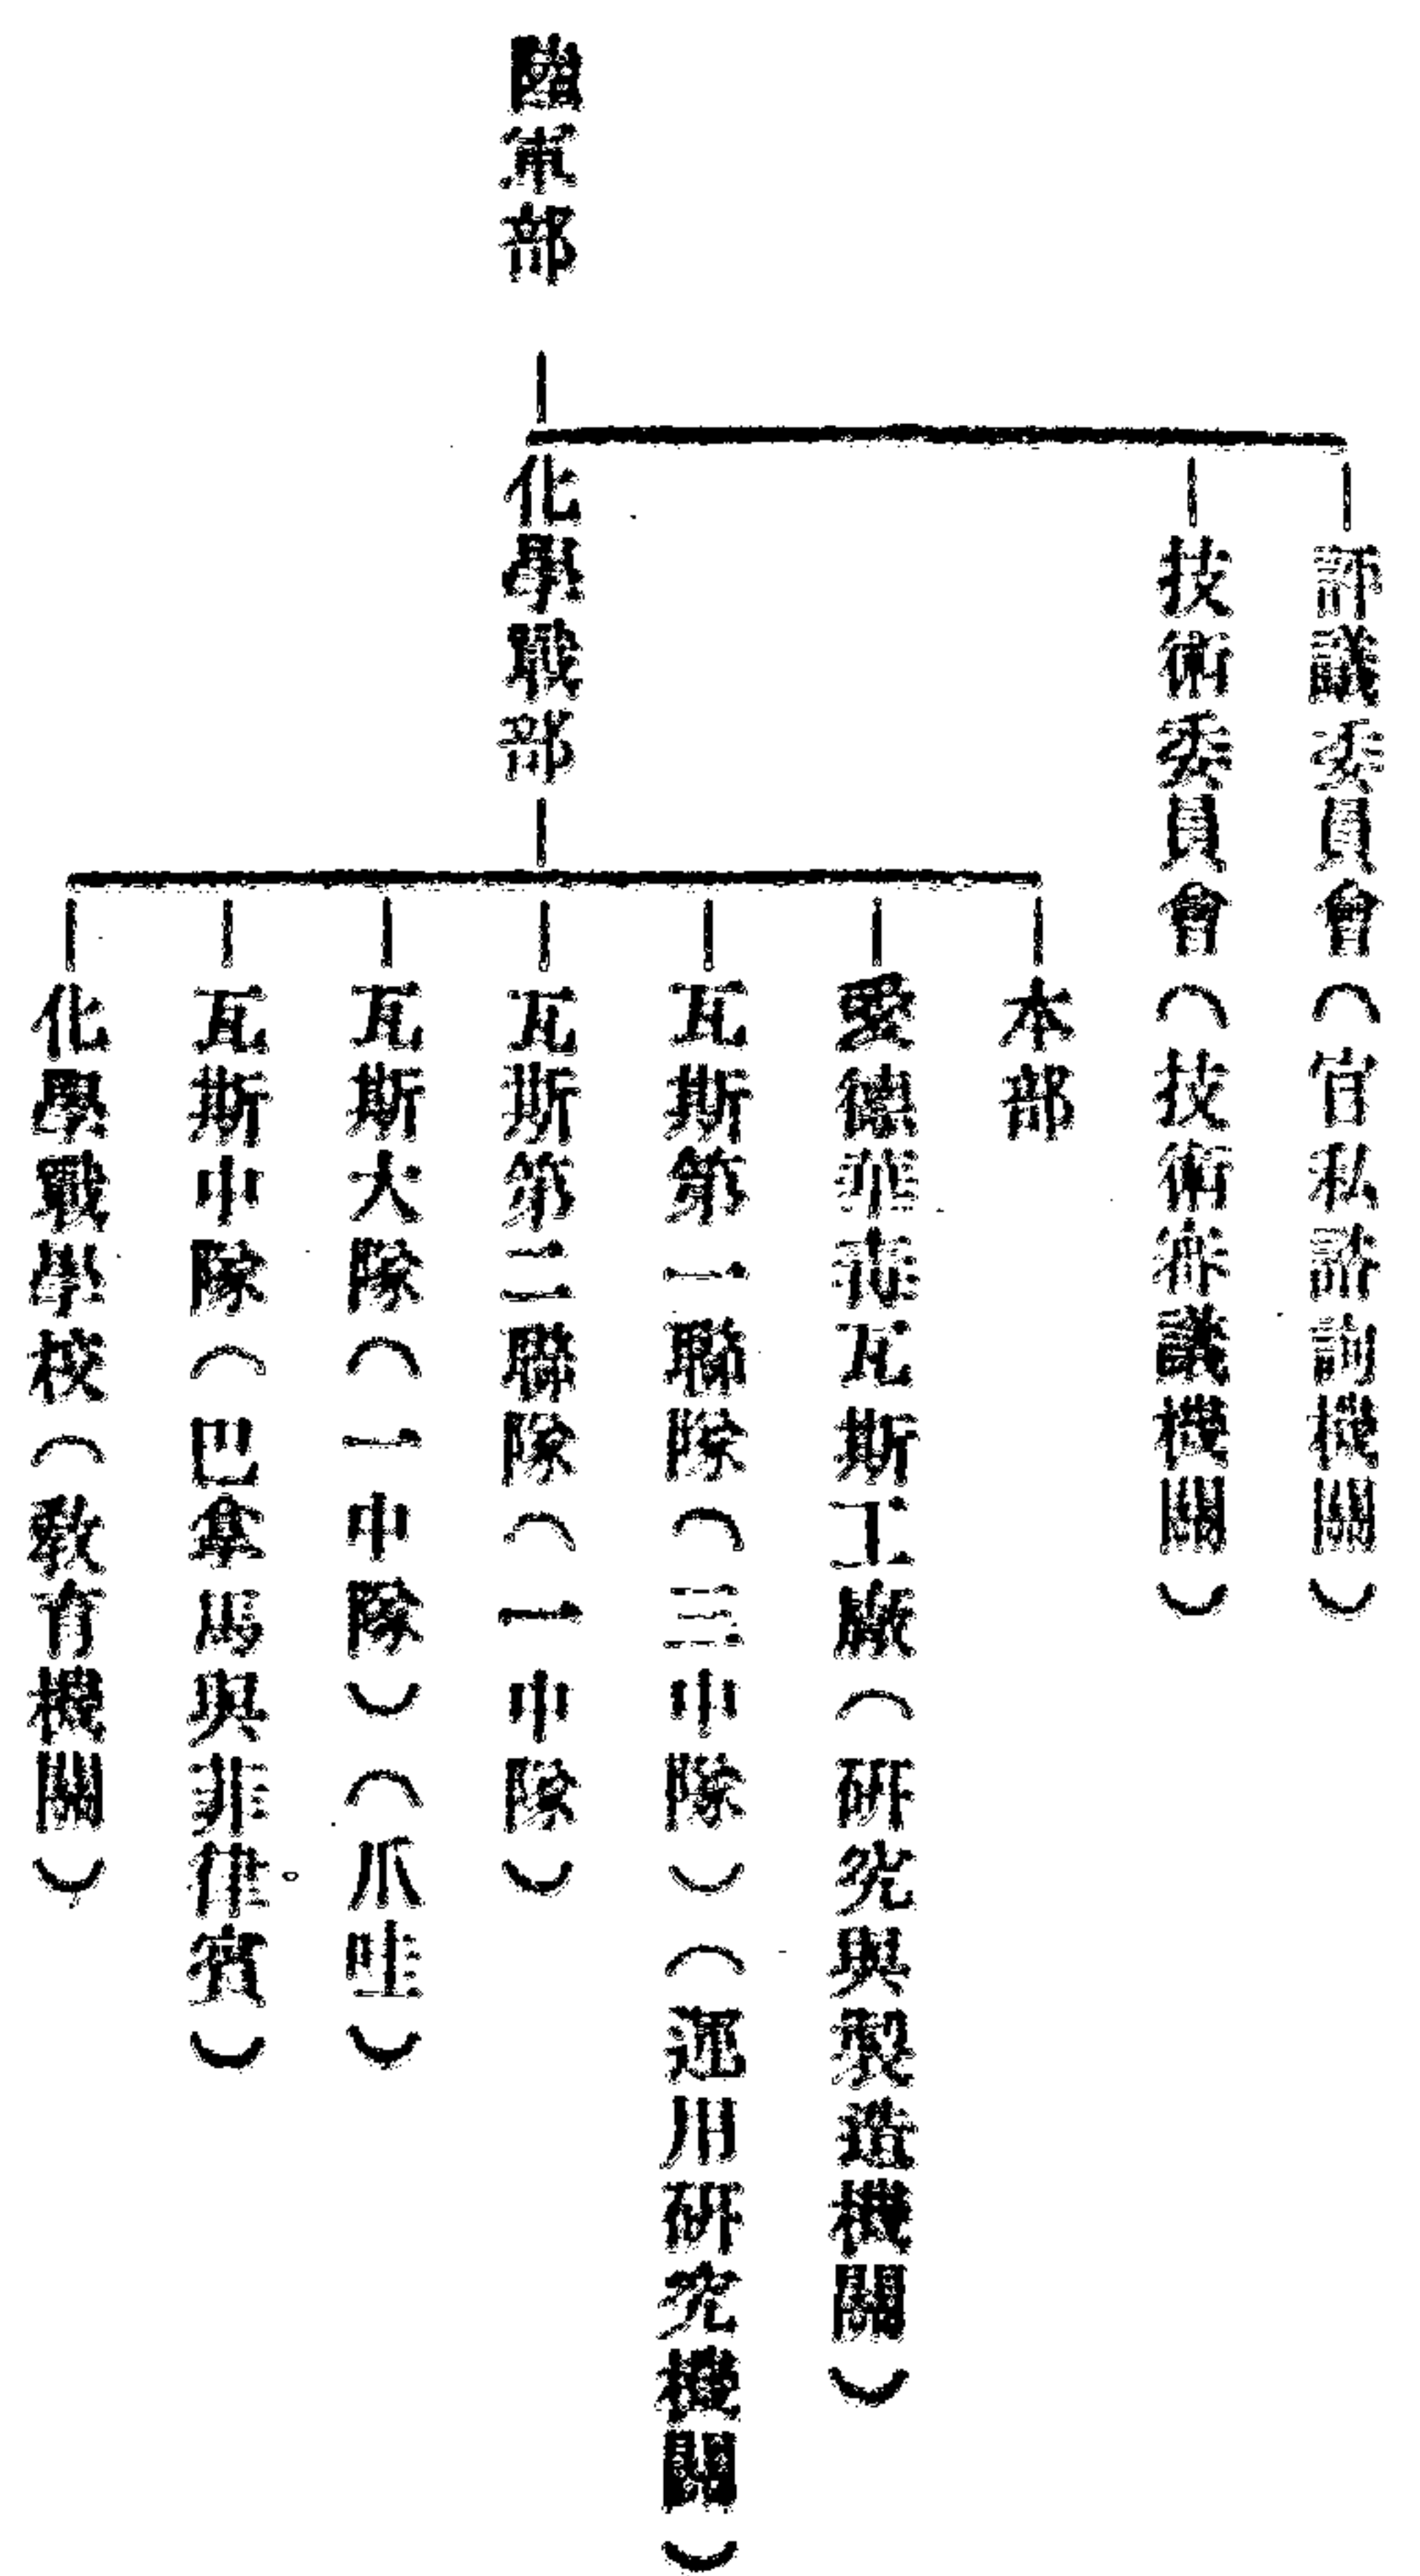 陸軍部
評議委員會(官私諮詢機關)
技術委員會(技術審議機關)
化學戰部
本部
愛德華毒瓦斯工廠(研究與製造機關)
瓦斯第一聯隊(三中隊)(運用研究機關)
瓦斯第二聯隊(一中隊)
瓦斯大隊(一中隊)(爪哇)
瓦斯中隊(巴拿馬與菲律賓)
化學戰學校(教育機關)